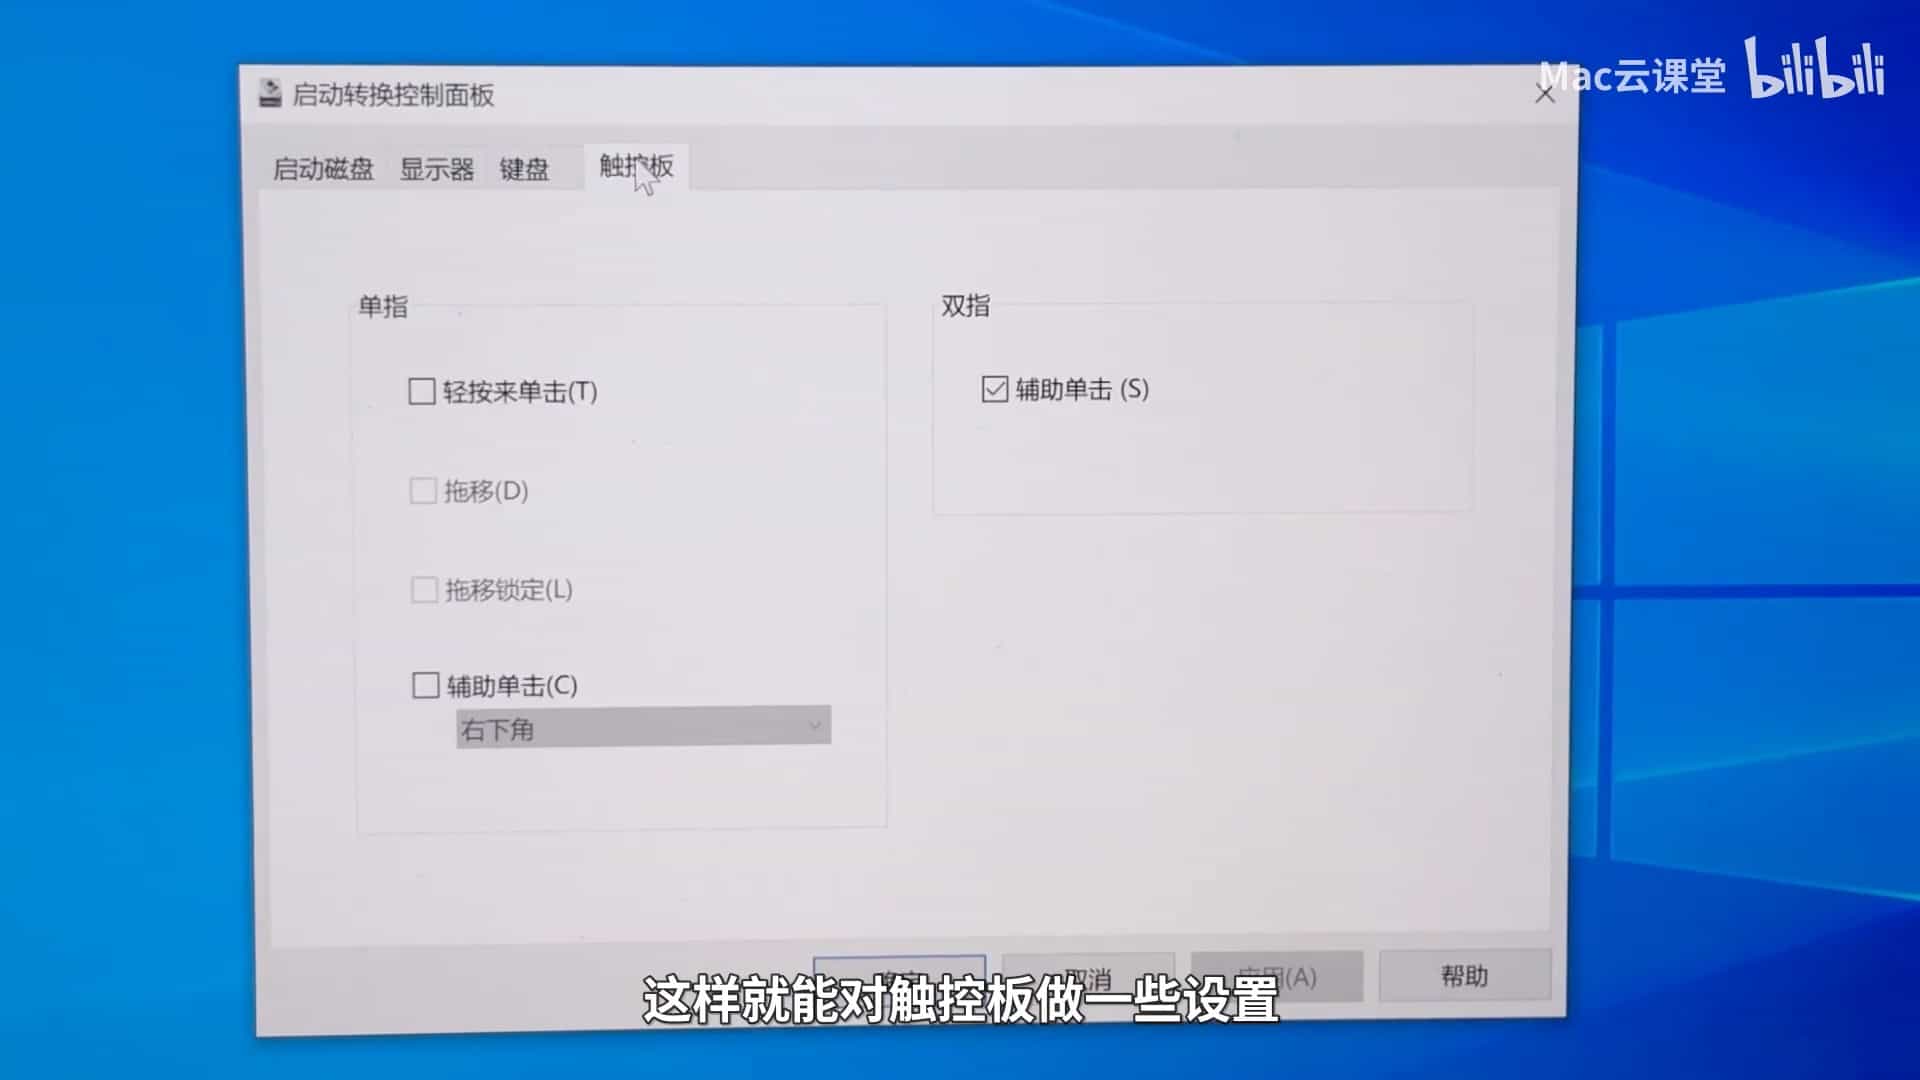 Mac云课堂 bilibili
启动转换控制面板
启动磁盘 显示器 键盘 触控板
单指
轻按来单击(T)
拖移(D)
拖移锁定(L)
辅助单击(C)
右下角
双指
辅助单击 (S)
取消 (A) 帮助
这样就能对触控板做一些设置